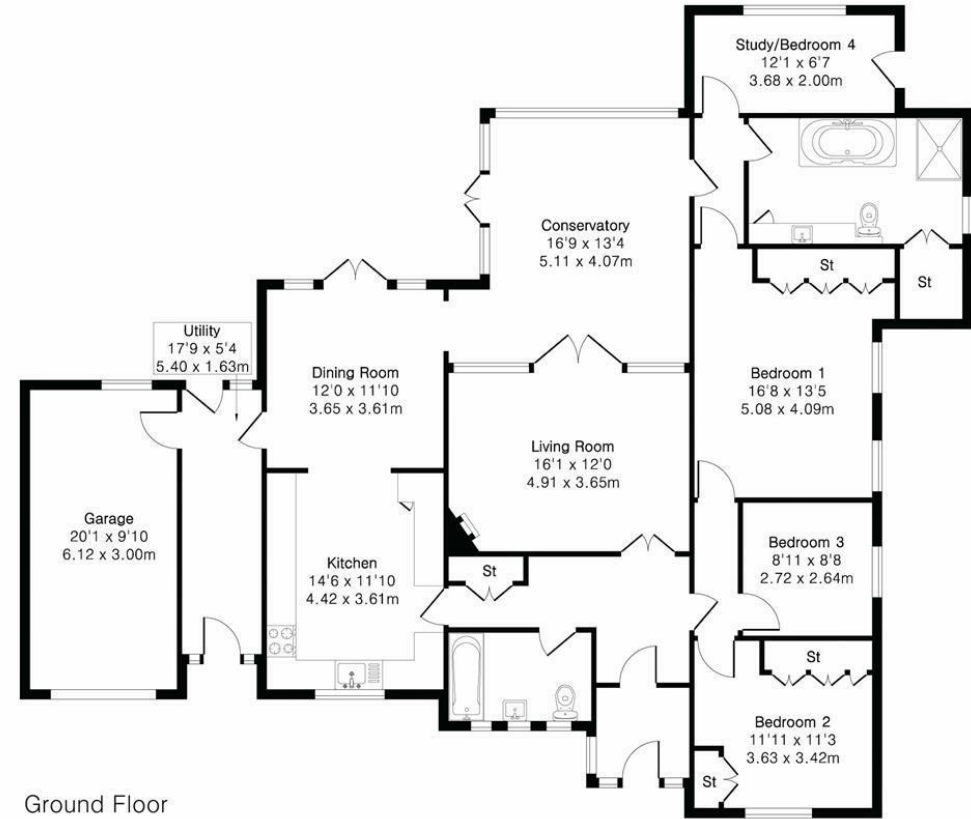 Study/Bedroom 4
12'1 x 6'7
3.68 x 2.00m
Conservatory
16'9 x 13'4
5.11 x 4.07m
St
St
Utility
17'9 x 5'4
5.40 x 1.63m
Dining Room
12'0 x 11'10
3.65 x 3.61m
Bedroom 1
16'8 x 13'5
5.08 x 4.09m
Living Room
16'1 x 12'0
4.91 x 3.65m
Garage
20'1 x 9'10
6.12 x 3.00m
Kitchen
14'6 x 11'10
4.42 x 3.61m
St
Bedroom 3
8'11 x 8'8
2.72 x 2.64m
St
Bedroom 2
11'11 x 11'3
3.63 x 3.42m
St
Ground Floor